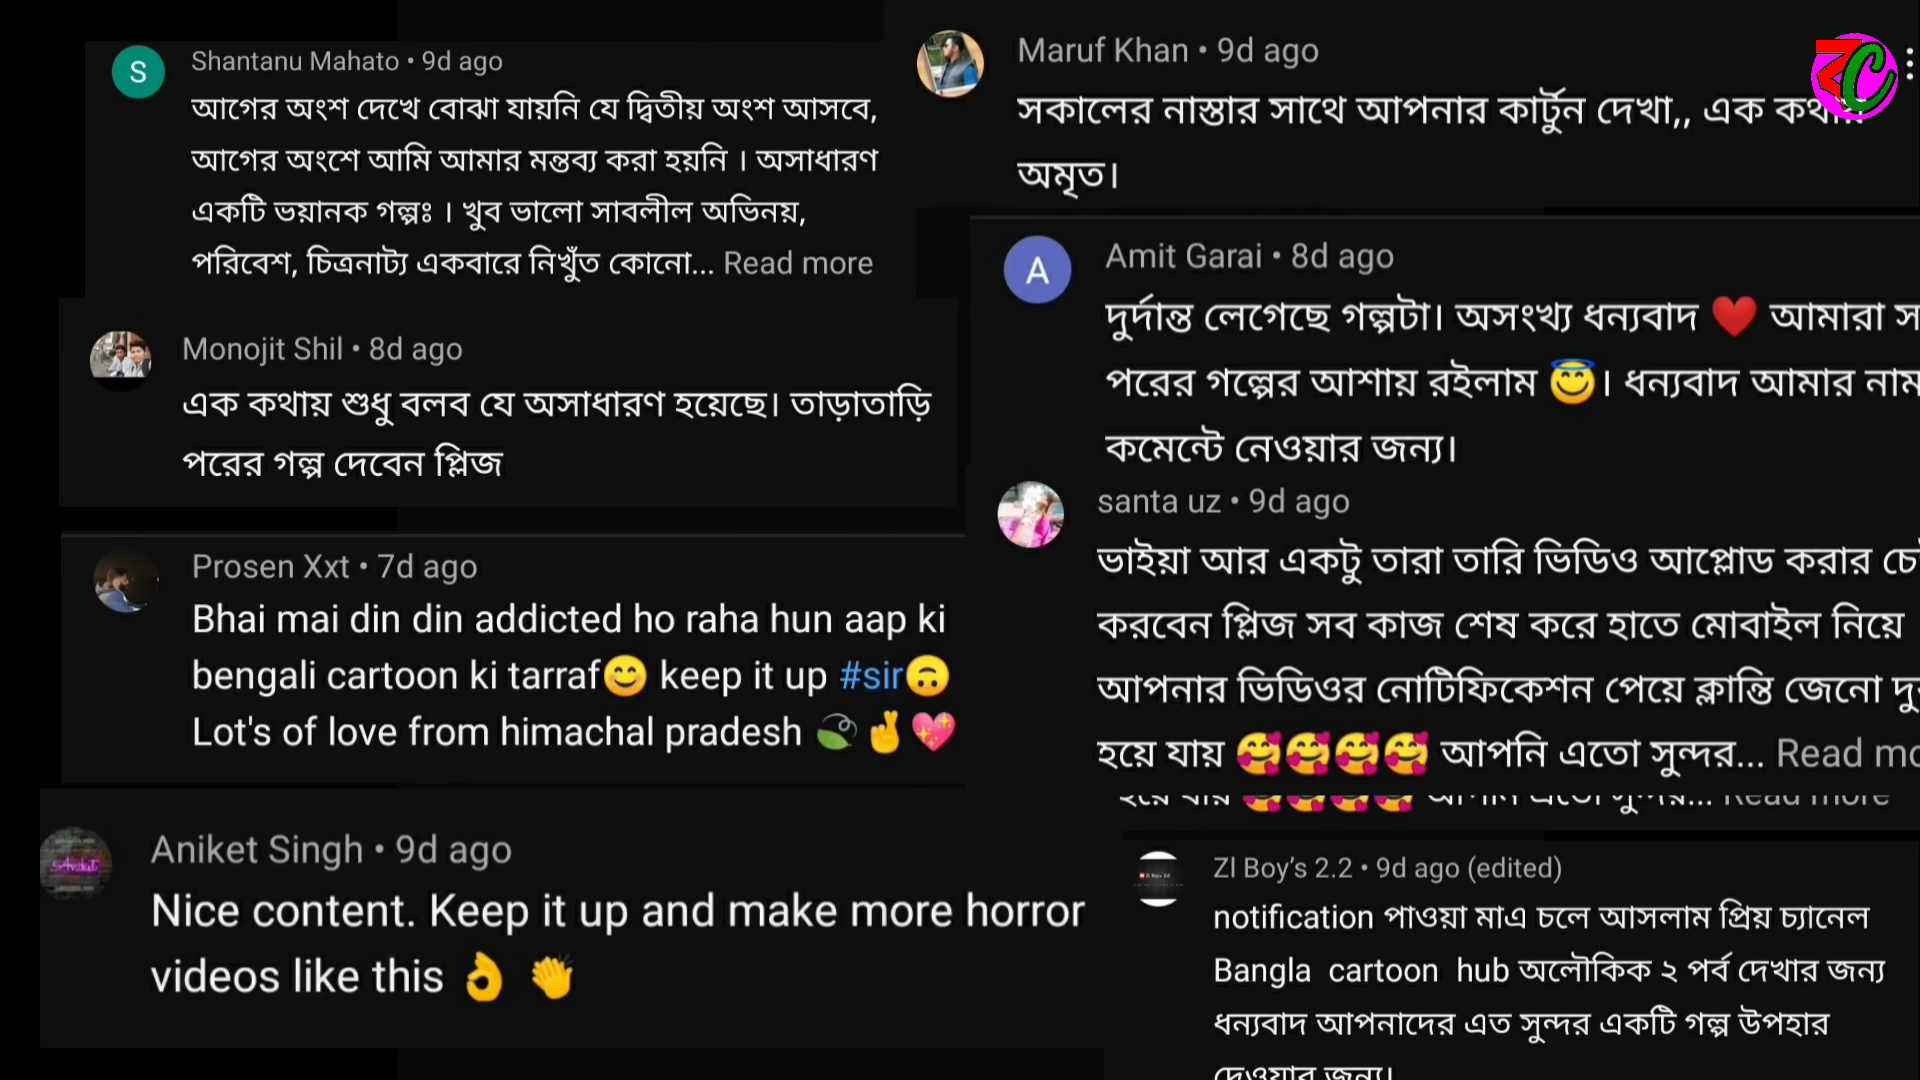 Shantanu Mahato • 9d ago
আগের অংশ দেখে বোঝা যায়নি যে দ্বিতীয় অংশ আসবে,
আগের অংশে আমি আমার মন্তব্য করা হয়নি । অসাধারণ
একটি ভয়ানক গল্পঃ । খুব ভালো সাবলীল অভিনয়,
পরিবেশ, চিত্রনাট্য একবারে নিখুঁত কোনো... Read more
Monojit Shil • 8d ago
এক কথায় শুধু বলব যে অসাধারণ হয়েছে। তাড়াতাড়ি
পরের গল্প দেবেন প্লিজ
Prosen Xxt • 7d ago
Bhai mai din din addicted ho raha hun aap ki
bengali cartoon ki tarraf😊 keep it up #sir🙃
Lot's of love from himachal pradesh 🍃🤞💖
Aniket Singh • 9d ago
Nice content. Keep it up and make more horror
videos like this 👌 👏
Maruf Khan • 9d ago
সকালের নাস্তার সাথে আপনার কার্টুন দেখা,, এক কথায়
অমৃত।
Amit Garai • 8d ago
দুর্দান্ত লেগেছে গল্পটা। অসংখ্য ধন্যবাদ ❤️ আমারা
পরের গল্পের আশায় রইলাম 😇। ধন্যবাদ আমার নাম
কমেন্টে নেওয়ার জন্য।
santa uz • 9d ago
ভাইয়া আর একটু তারা তারি ভিডিও আপ্লোড করার
করবেন প্লিজ সব কাজ শেষ করে হাতে মোবাইল নিয়ে
আপনার ভিডিওর নোটিফিকেশন পেয়ে ক্লান্তি জেনো
হয়ে যায় 🥰🥰🥰🥰 আপনি এতো সুন্দর... Read
Zl Boy's 2.2 • 9d ago (edited)
notification পাওয়া মাএ চলে আসলাম প্রিয় চ্যানেল
Bangla cartoon hub অলৌকিক ২ পর্ব দেখার জন্য
ধন্যবাদ আপনাদের এত সুন্দর একটি গল্প উপহার
দেওয়ার জন্য।